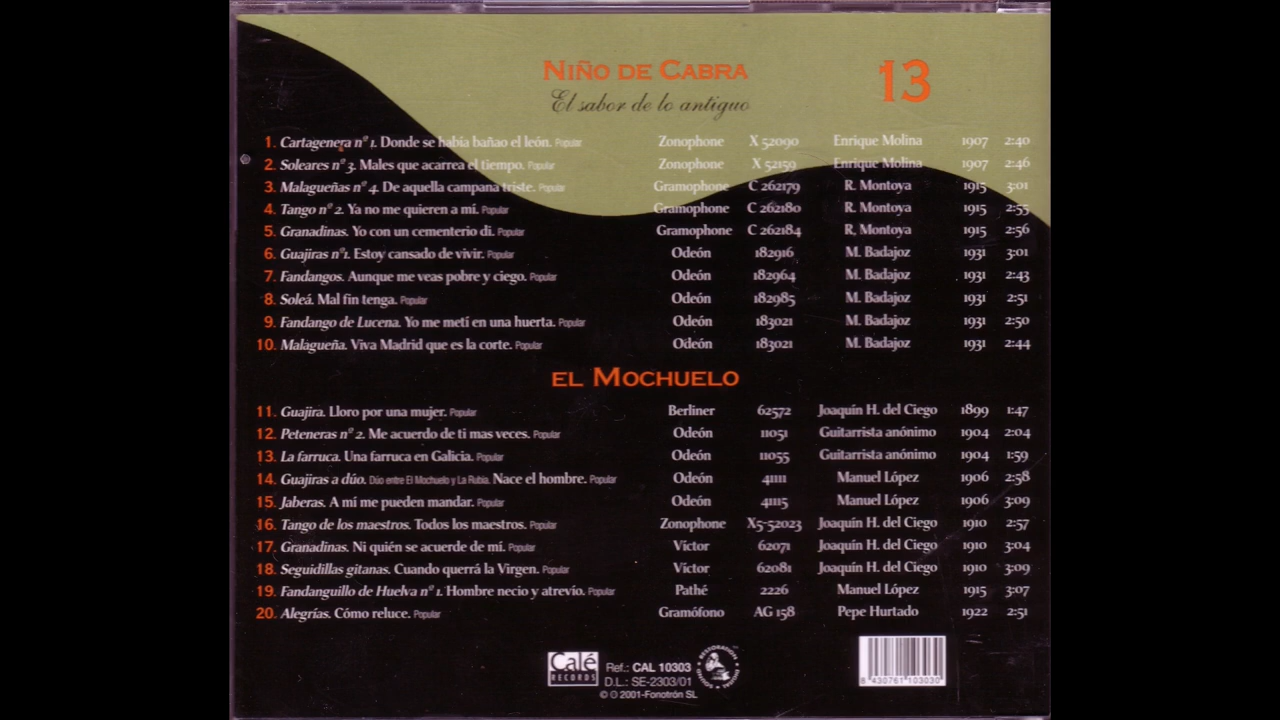 NIÑO DE CABRA 13
El sabor de lo antiguo
1. Cartagenera nº 1. Donde se había bañao el león. Popular Zonophone X 52090 Enrique Molina 1907 2:40
2. Soleares nº 3. Males que acarrea el tiempo. Popular Zonophone X 52159 Enrique Molina 1907 2:46
3. Malagueñas nº 4. De aquella campana triste. Popular Gramophone C 262179 R. Montoya 1915 3:01
4. Tango nº 2. Ya no me quieren a mí. Popular Gramophone C 262180 R. Montoya 1915 2:55
5. Granadinas. Yo con un cementerio di. Popular Gramophone C 262184 R, Montoya 1915 2:56
6. Guajiras nº1. Estoy cansado de vivir. Popular Odeón 182916 M. Badajoz 1931 3:01
7. Fandangos. Aunque me veas pobre y ciego. Popular Odeón 182964 M. Badajoz 1931 2:43
8. Soleá. Mal fin tenga. Popular Odeón 182985 M. Badajoz 1931 2:51
9. Fandango de Lucena. Yo me metí en una huerta. Popular Odeón 183021 M. Badajoz 1931 2:50
10. Malagueña. Viva Madrid que es la corte. Popular Odeón 183021 M. Badajoz 1931 2:44
EL MOCHUELO
11. Guajira. Lloro por una mujer. Popular Berliner 62572 Joaquín H. del Ciego 1899 1:47
12. Peteneras nº 2. Me acuerdo de ti mas veces. Popular Odeón 11051 Guitarrista anónimo 1904 2:04
13. La farruca. Una farruca en Galicia. Popular Odeón 11055 Guitarrista anónimo 1904 1:59
14. Guajiras a dúo. Dúo entre El Mochuelo y La Rubia. Nace el hombre. Popular Odeón 41111 Manuel López 1906 2:58
15. Jaberas. A mí me pueden mandar. Popular Odeón 41115 Manuel López 1906 3:09
16. Tango de los maestros. Todos los maestros. Popular Zonophone X5-52023 Joaquín H. del Ciego 1910 2:57
17. Granadinas. Ni quién se acuerde de mí. Popular Víctor 62071 Joaquín H. del Ciego 1910 3:04
18. Seguidillas gitanas. Cuando querrá la Virgen. Popular Víctor 62081 Joaquín H. del Ciego 1910 3:09
19. Fandanguillo de Huelva nº 1. Hombre necio y atrevío. Popular Pathé 2226 Manuel López 1915 3:07
20. Alegrías. Cómo reluce. Popular Gramófono AG 158 Pepe Hurtado 1922 2:51
Calé
RECORDS
Ref.: CAL 10303
D.L.: SE-2303/01
© ℗ 2001-Fonotrón SL
RESTORATION
8 430761 103030